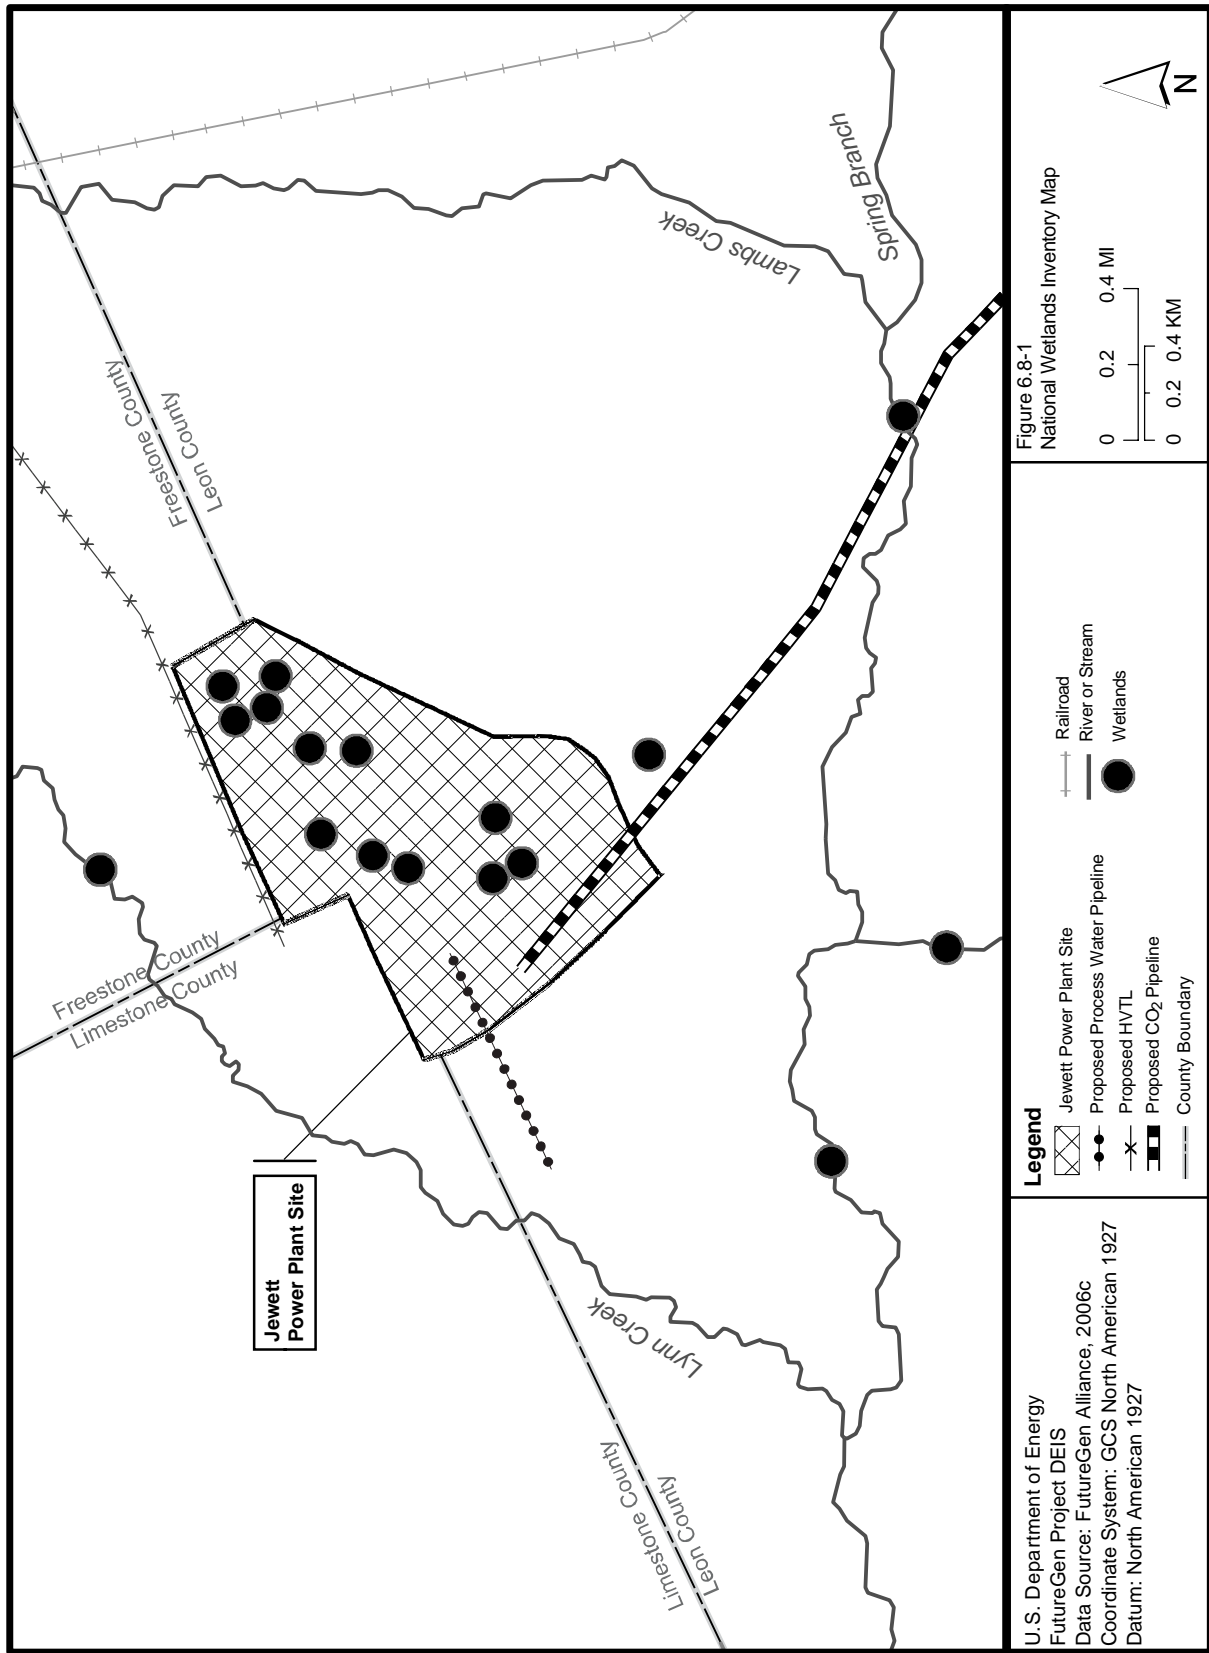 Freestone County
Limestone County
Freestone County
Leon County
Lambs Creek
Spring Branch
Jewett
Power Plant Site
Lynn Creek
Limestone County
Leon County
U.S. Department of Energy
FutureGen Project DEIS
Data Source: FutureGen Alliance, 2006c
Coordinate System: GCS North American 1927
Datum: North American 1927
Legend
Jewett Power Plant Site
Proposed Process Water Pipeline
Proposed HVTL
Proposed CO2 Pipeline
County Boundary
Railroad
River or Stream
Wetlands
Figure 6.8-1
National Wetlands Inventory Map
0 0.2 0.4 MI
0 0.2 0.4 KM
N